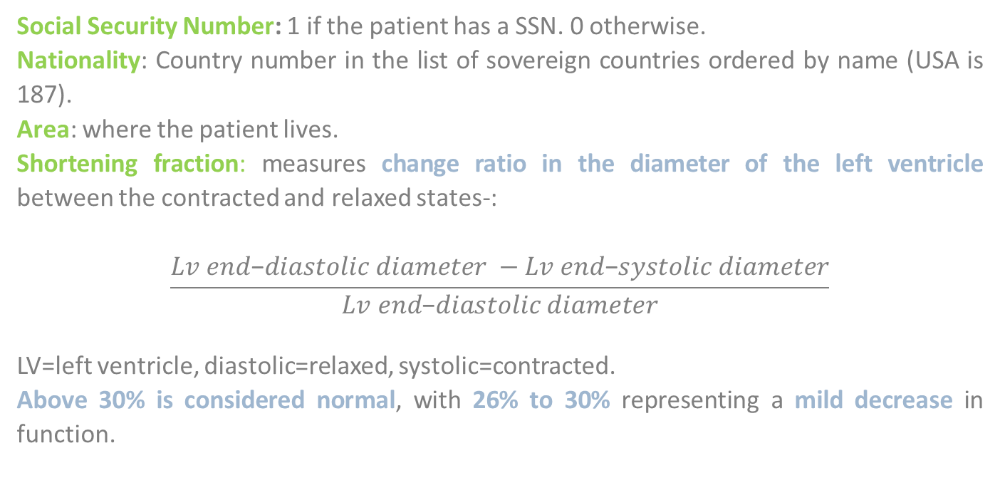 Social Security Number: 1 if the patient has a SSN. 0 otherwise.
Nationality: Country number in the list of sovereign countries ordered by name (USA is
187).
Area: where the patient lives.
Shortening fraction: measures change ratio in the diameter of the left ventricle
between the contracted and relaxed states-:
Lv end–diastolic diameter − Lv end–systolic diameter
Lv end–diastolic diameter
LV=left ventricle, diastolic=relaxed, systolic=contracted.
Above 30% is considered normal, with 26% to 30% representing a mild decrease in
function.